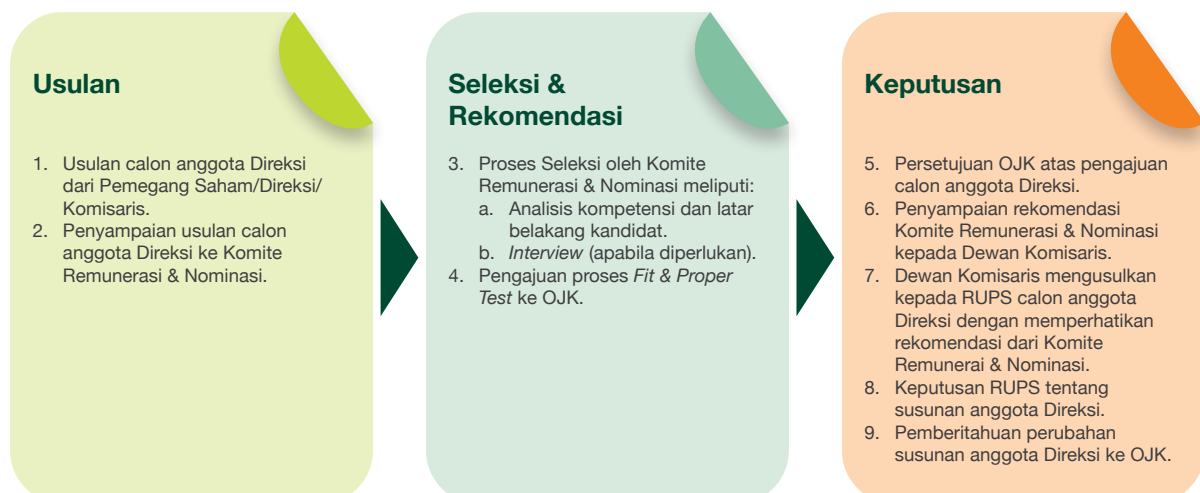 Usulan
1. Usulan calon anggota Direksi
dari Pemegang Saham/Direksi/
Komisaris.
2. Penyampaian usulan calon
anggota Direksi ke Komite
Remunerasi & Nominasi.
Seleksi &
Rekomendasi
3. Proses Seleksi oleh Komite
Remunerasi & Nominasi meliputi:
a. Analisis kompetensi dan latar
belakang kandidat.
b. Interview (apabila diperlukan).
4. Pengajuan proses Fit & Proper
Test ke OJK.
Keputusan
5. Persetujuan OJK atas pengajuan
calon anggota Direksi.
6. Penyampaian rekomendasi
Komite Remunerasi & Nominasi
kepada Dewan Komisaris.
7. Dewan Komisaris mengusulkan
kepada RUPS calon anggota
Direksi dengan memperhatikan
rekomendasi dari Komite
Remunerai & Nominasi.
8. Keputusan RUPS tentang
susunan anggota Direksi.
9. Pemberitahuan perubahan
susunan anggota Direksi ke OJK.